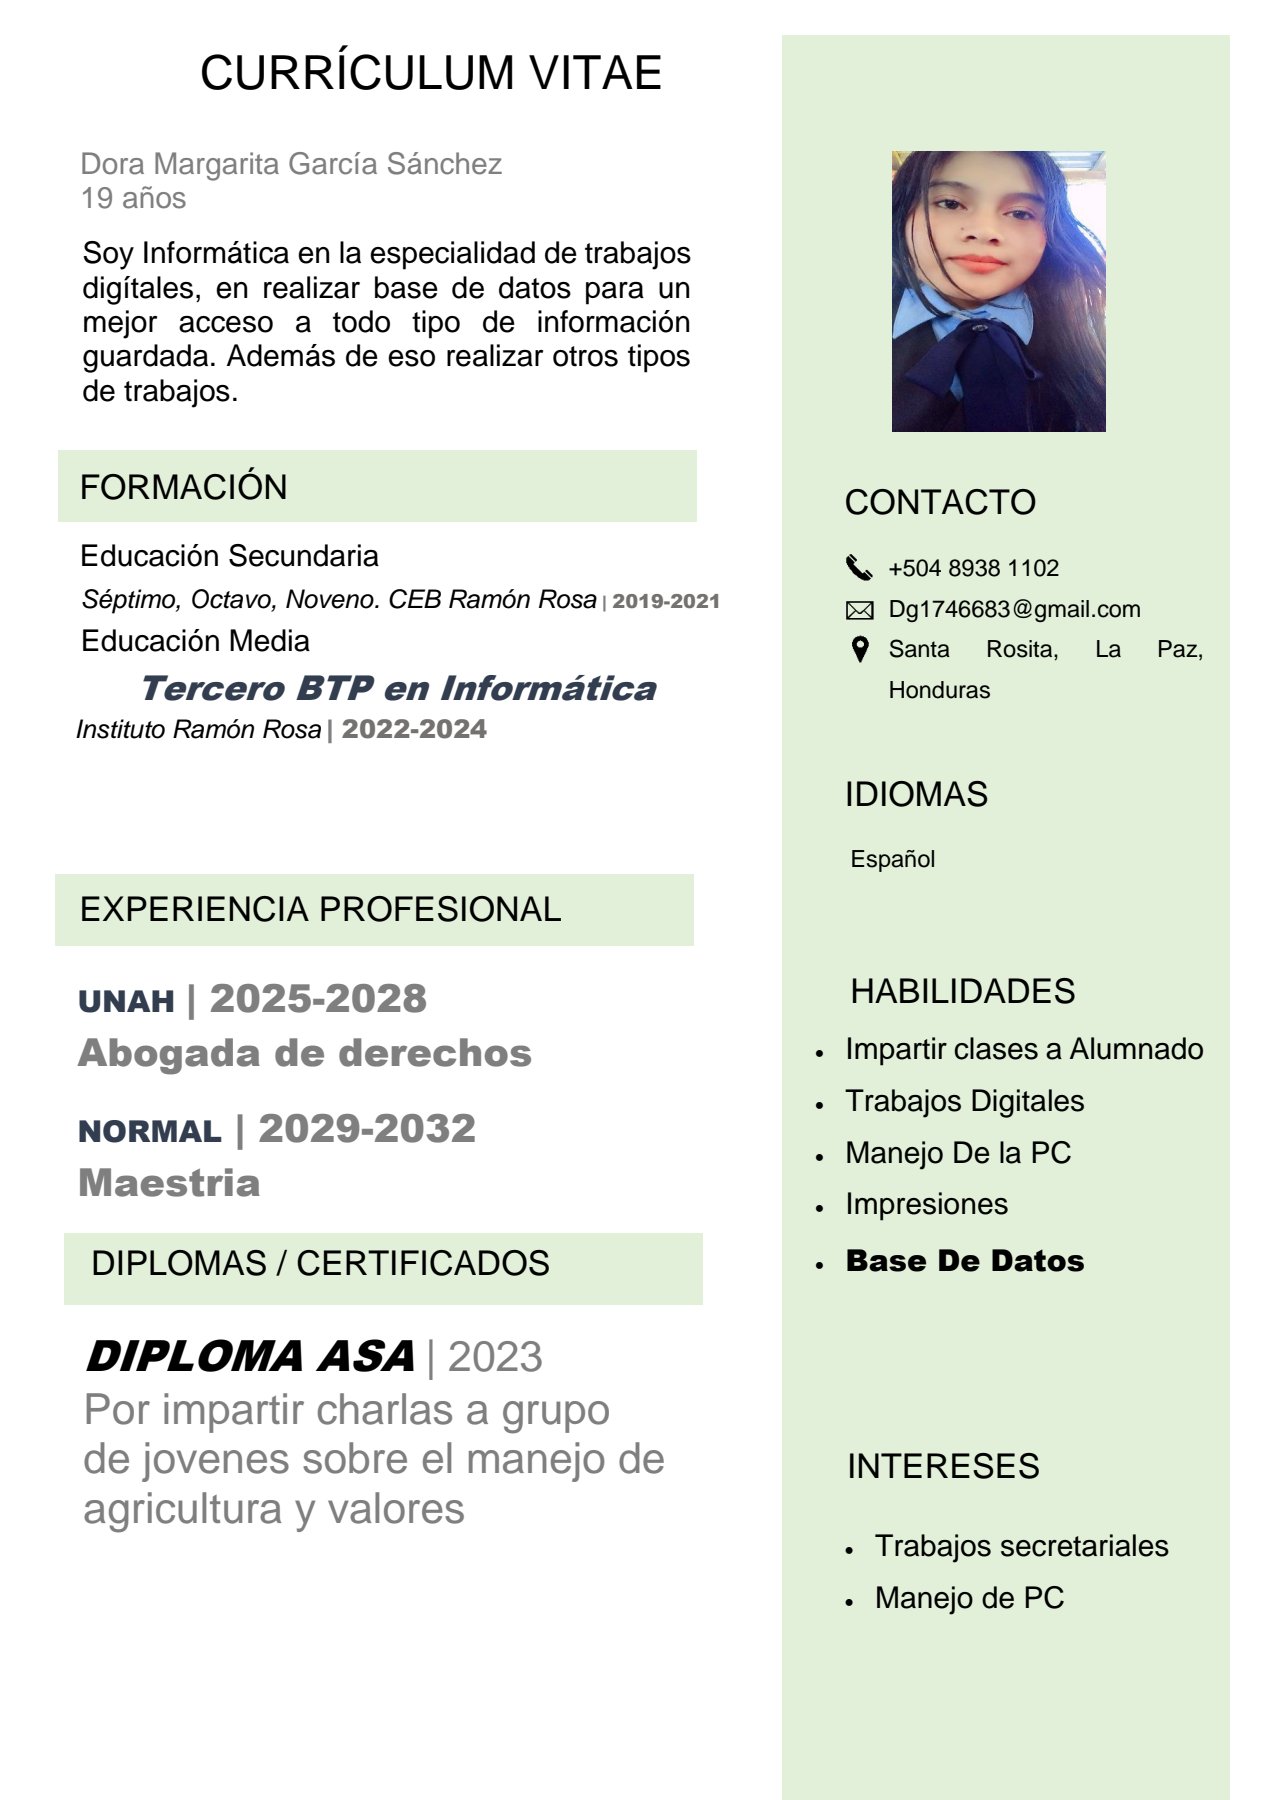 CURRÍCULUM VITAE
Dora Margarita García Sánchez
19 años
Soy Informática en la especialidad de trabajos
digítales, en realizar base de datos para un
mejor acceso a todo tipo de información
guardada. Además de eso realizar otros tipos
de trabajos.
FORMACIÓN
Educación Secundaria
Séptimo, Octavo, Noveno. CEB Ramón Rosa | 2019-2021
Educación Media
Tercero BTP en Informática
Instituto Ramón Rosa | 2022-2024
EXPERIENCIA PROFESIONAL
UNAH | 2025-2028
Abogada de derechos
NORMAL | 2029-2032
Maestria
DIPLOMAS / CERTIFICADOS
DIPLOMA ASA | 2023
Por impartir charlas a grupo
de jovenes sobre el manejo de
agricultura y valores
CONTACTO
+504 8938 1102
Dg1746683@gmail.com
Santa Rosita, La Paz,
Honduras
IDIOMAS
Español
HABILIDADES
• Impartir clases a Alumnado
• Trabajos Digitales
• Manejo De la PC
• Impresiones
• Base De Datos
INTERESES
• Trabajos secretariales
• Manejo de PC